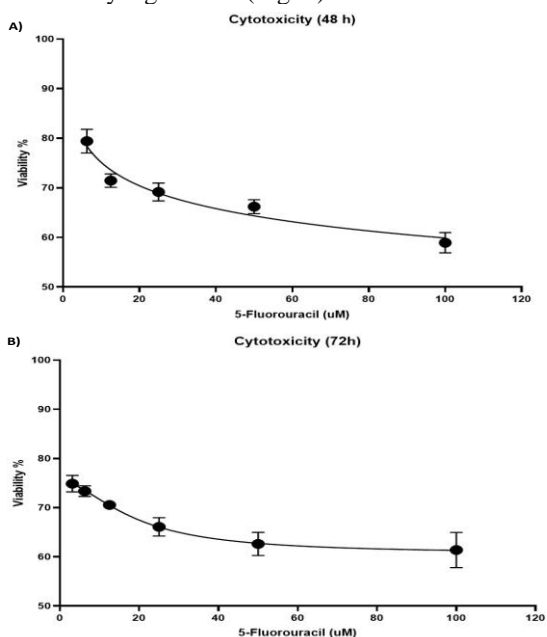 A)
Cytotoxicity (48 h)
100
90
80
70
60
50
Viability %
0 20 40 60 80 100 120
5-Fluorouracil (uM)
B)
Cytotoxicity (72h)
100
90
80
70
60
50
Viability %
0 20 40 60 80 100 120
5-Fluorouracil (uM)